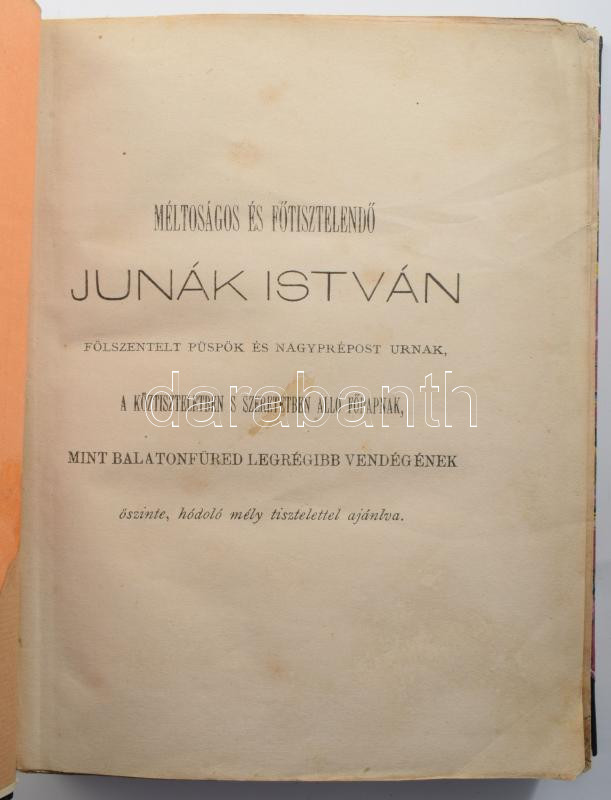 MÉLTOSÁGOS ÉS FŐTISZTELENDŐ
JUNÁK ISTVÁN
FÖLSZENTELT PÜSPÖK ÉS NAGYPRÉPOST URNAK,
A KÖZTISZTELETBEN S SZERETETBEN ÁLLÓ FŐPAPNAK,
darabanth
MINT BALATONFÜRED LEGRÉGIBB VENDÉGÉNEK
őszinte, hódoló mély tisztelettel ajánlva.